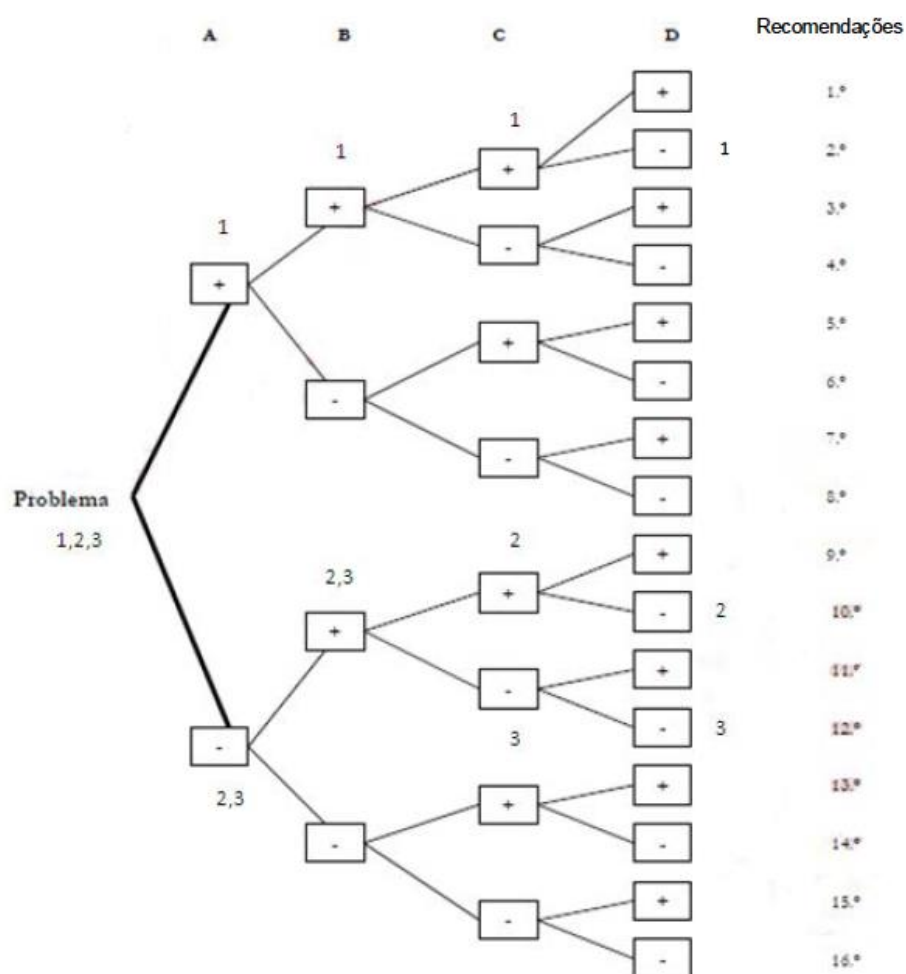 A B C D Recomendações
+ 1.º
1
- 1 2.º
1
+
+ + 3.º
1
-
- 4.º
+
+ 5.º
+
- 6.º
-
+ 7.º
-
- 8.º
Problema
1,2,3
2
+ 9.º
2,3
+
- 2 10.º
+
+ 11.º
-
- 3 12.º
3
-
+ 13.º
2,3
+
- 14.º
-
+ 15.º
-
- 16.º